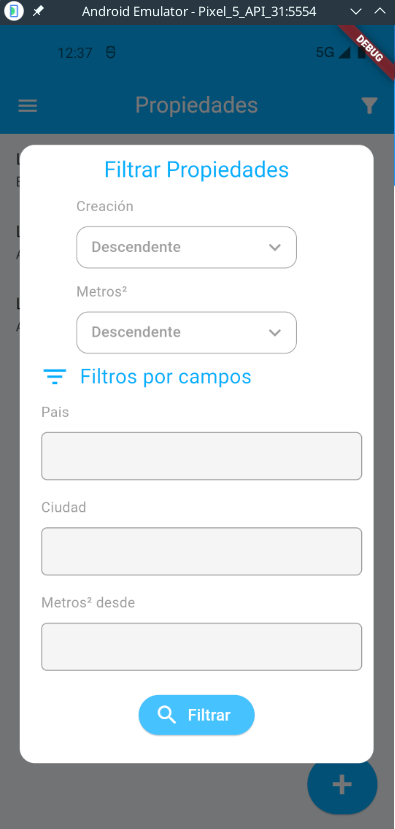 Android Emulator - Pixel_5_API_31:5554
12:37
5G
DEBUG
Propiedades
Filtrar Propiedades
Creación
Descendente
Metros²
Descendente
Filtros por campos
Pais
Ciudad
Metros² desde
Filtrar